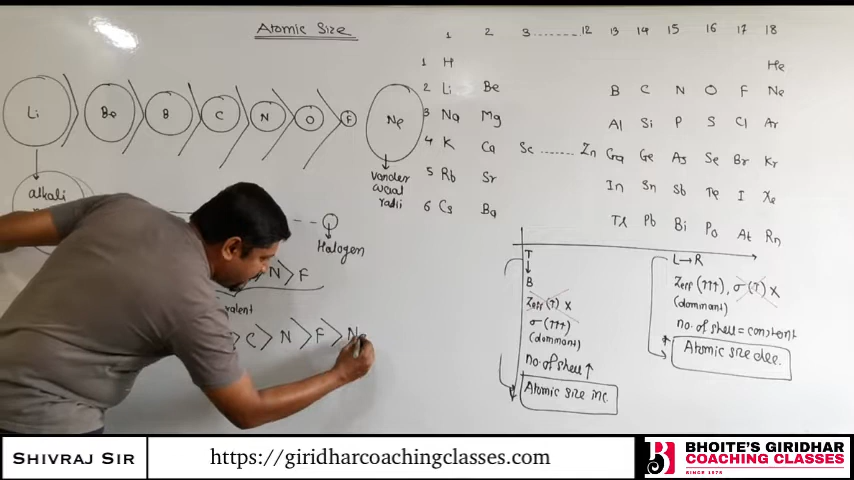 Atomic Size
1 2 3........ 12 13 14 15 16 17 18
1 H He
2 Li Be B C N O F Ne
3 Na Mg Al Si P S Cl Ar
4 K Ca Sc ........ Zn Ga Ge As Se Br Kr
5 Rb Sr In Sn Sb Te I Xe
6 Cs Ba Tl Pb Bi Po At Rn
Li > Be > B > C > N > O > F Ne
alkali
vander
waal
radii
Halogen
N > F
valent
> C > N > F > Ne
T
↓
B
Zeff (↑) X
σ (↑↑↑)
(dominant)
no. of shell ↑
Atomic size inc.
L → R
Zeff (↑↑↑), σ (↑) X
(dominant)
no. of shell = constant
Atomic size dec.
SHIVRAJ SIR
https://giridharcoachingclasses.com
BHOITE'S GIRIDHAR
COACHING CLASSES
SINCE 1975